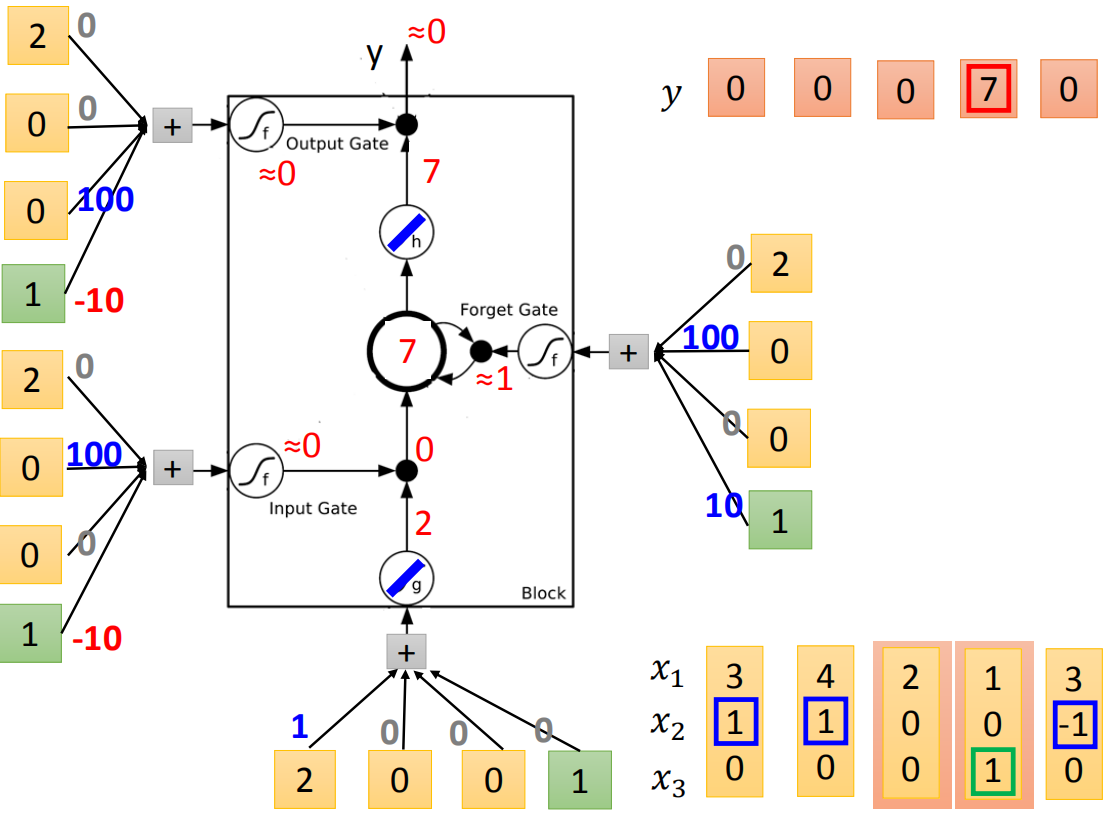 2 0
0 0
0 100
1 -10
+
y ≈0
f
Output Gate
≈0
7
h
Forget Gate
7
f
≈1
+
0 2
100 0
0 0
10 1
2 0
0 100
0 0
1 -10
+
f
≈0
0
Input Gate
2
g
Block
+
1 0 0 0
2 0 0 1
y 0 0 0 7 0
x₁ 3 4 2 1 3
x₂ 1 1 0 0 -1
x₃ 0 0 0 1 0